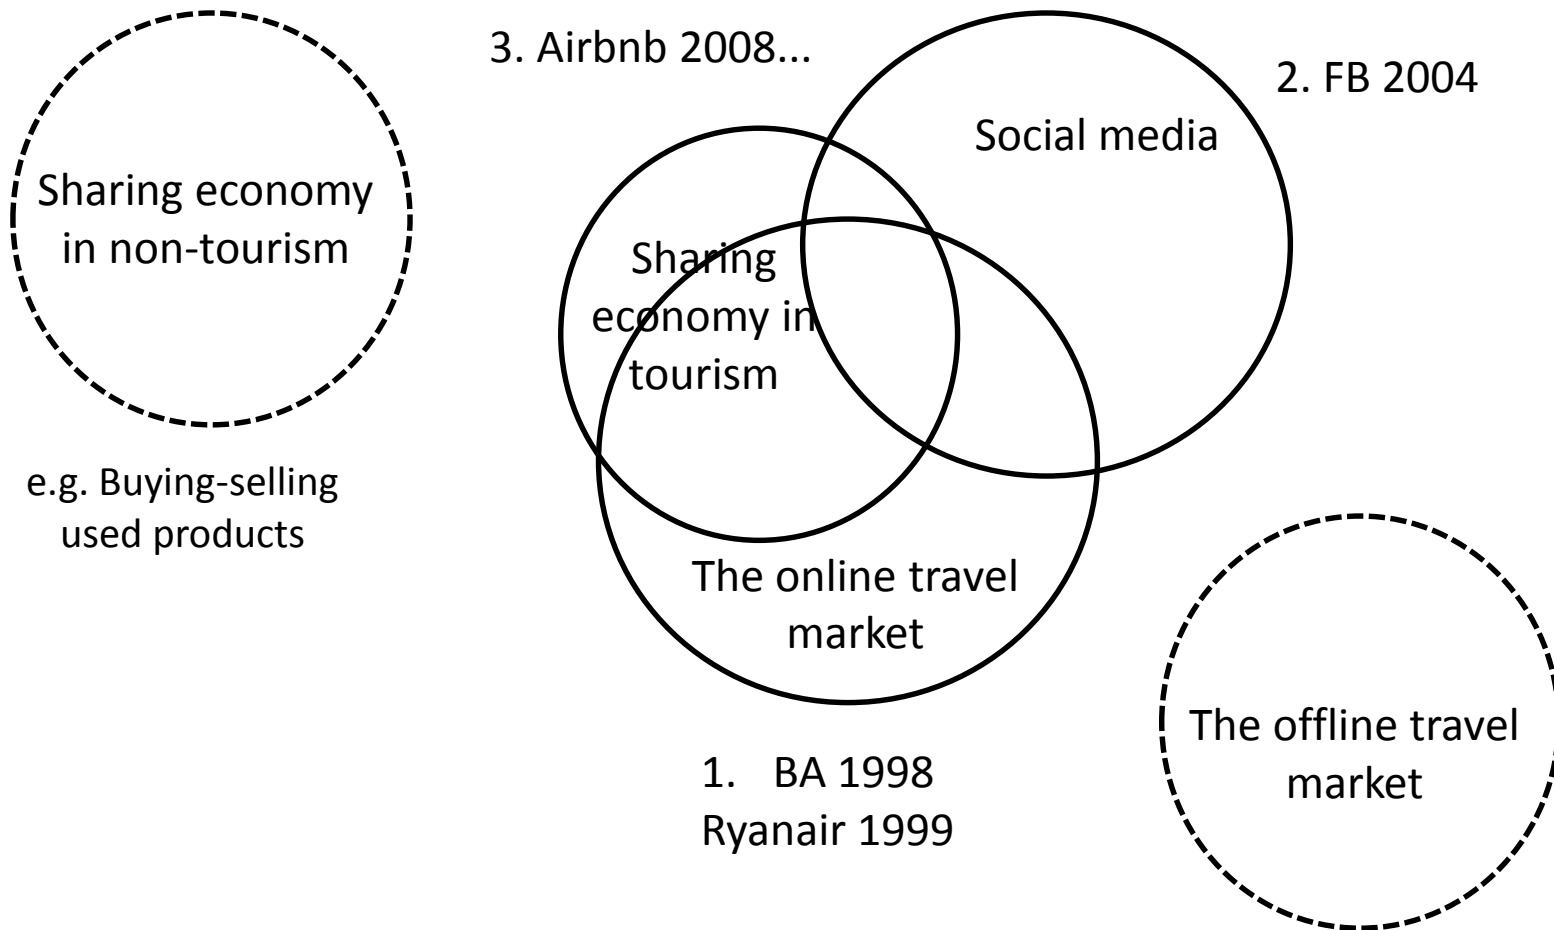 3. Airbnb 2008...
2. FB 2004
Social media
Sharing economy
in non-tourism
Sharing
economy in
tourism
e.g. Buying-selling
used products
The online travel
market
The offline travel
market
1. BA 1998
Ryanair 1999